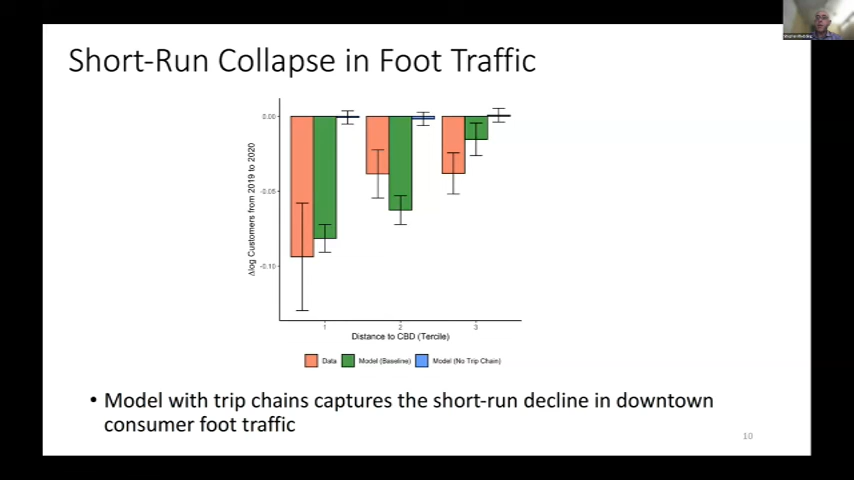 Short-Run Collapse in Foot Traffic
Δlog Customers from 2019 to 2020
0.00
-0.05
-0.10
1
2
3
Distance to CBD (Tercile)
Data
Model (Baseline)
Model (No Trip Chain)
• Model with trip chains captures the short-run decline in downtown
consumer foot traffic
10